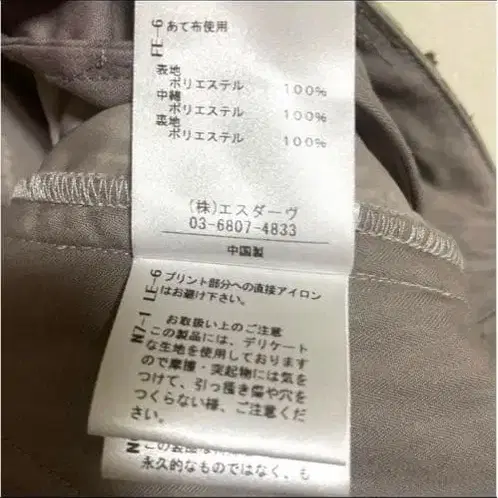 FE-6 あて布使用
表地
ポリエステル 100%
中綿
ポリエステル 100%
裏地
ポリエステル 100%
(株)エスダーヴ
03-6807-4833
中国製
LE-6 プリント部分への直接アイロン
はお避け下さい。
N7-1 お取扱い上のご注意
この製品には、デリケート
な生地を使用しております
ので摩擦・突起物には気を
つけて、引っ掻き傷や穴を
つくらない様、ご注意くだ
さい。
N
永久的なものではなく、も